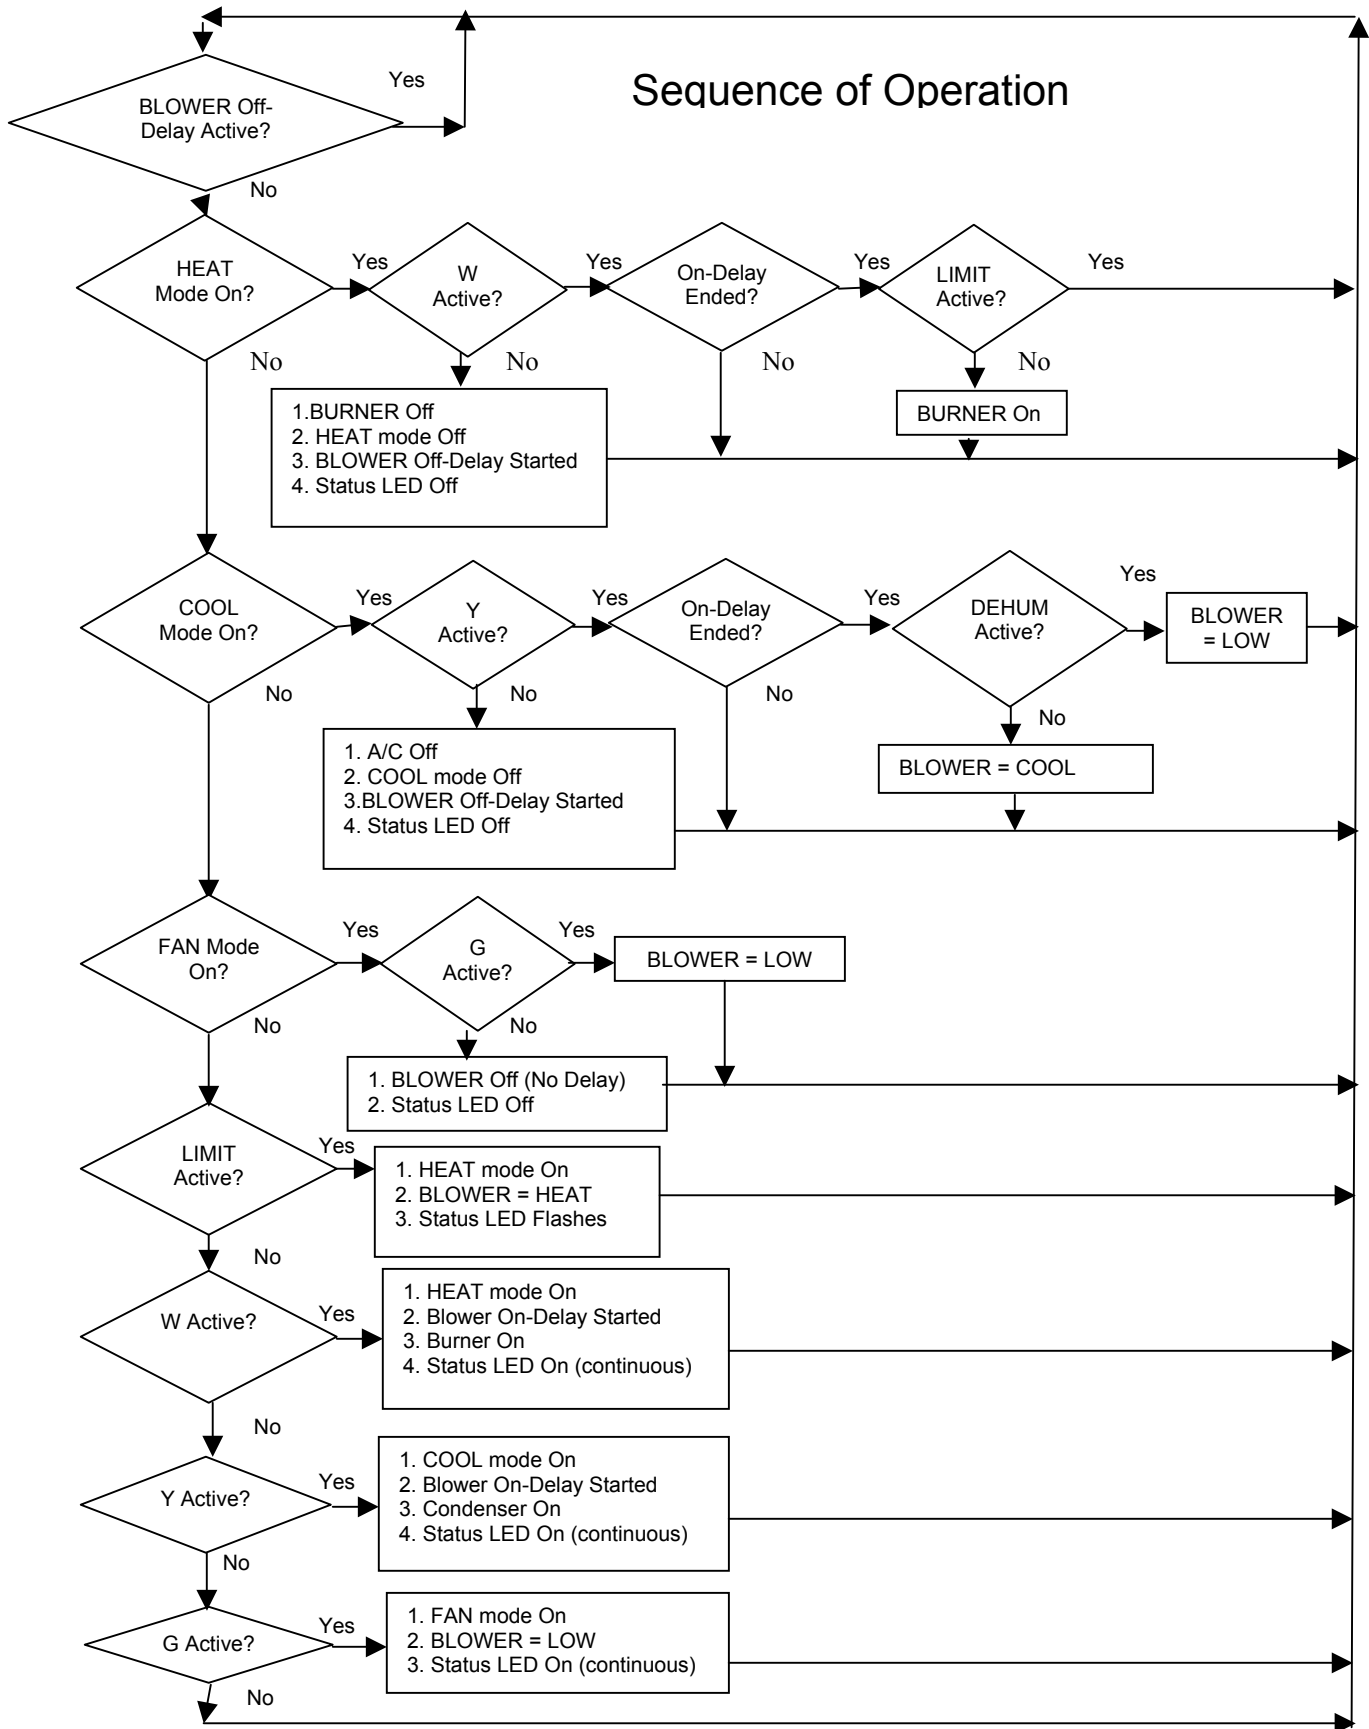 Sequence of Operation
BLOWER Off-
Delay Active?
Yes
No
HEAT
Mode On?
Yes
No
W
Active?
Yes
No
On-Delay
Ended?
Yes
No
LIMIT
Active?
Yes
No
1.BURNER Off
2. HEAT mode Off
3. BLOWER Off-Delay Started
4. Status LED Off
BURNER On
COOL
Mode On?
Yes
No
Y
Active?
Yes
No
On-Delay
Ended?
Yes
No
DEHUM
Active?
Yes
No
BLOWER
= LOW
1. A/C Off
2. COOL mode Off
3.BLOWER Off-Delay Started
4. Status LED Off
BLOWER = COOL
FAN Mode
On?
Yes
No
G
Active?
Yes
No
BLOWER = LOW
1. BLOWER Off (No Delay)
2. Status LED Off
LIMIT
Active?
Yes
No
1. HEAT mode On
2. BLOWER = HEAT
3. Status LED Flashes
W Active?
Yes
No
1. HEAT mode On
2. Blower On-Delay Started
3. Burner On
4. Status LED On (continuous)
Y Active?
Yes
No
1. COOL mode On
2. Blower On-Delay Started
3. Condenser On
4. Status LED On (continuous)
G Active?
Yes
No
1. FAN mode On
2. BLOWER = LOW
3. Status LED On (continuous)